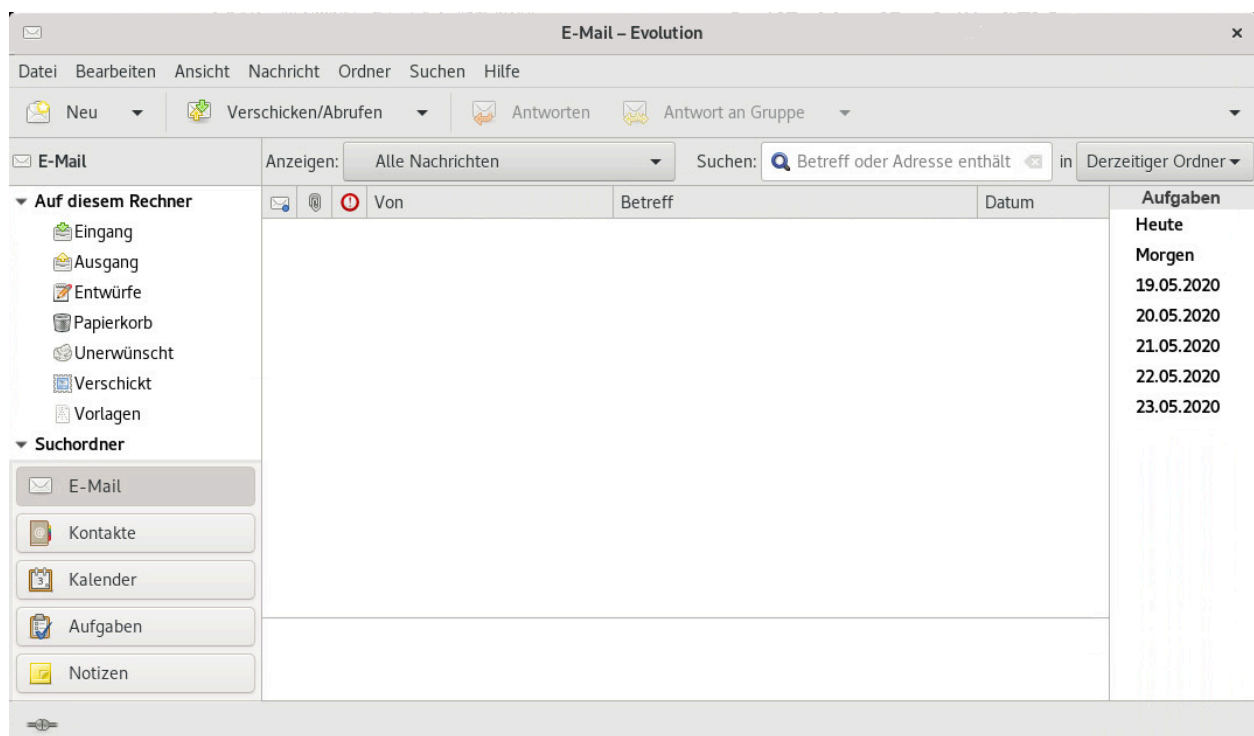 E-Mail – Evolution
Datei Bearbeiten Ansicht Nachricht Ordner Suchen Hilfe
Neu Verschicken/Abrufen Antworten Antwort an Gruppe
E-Mail Anzeigen: Alle Nachrichten Suchen: Betreff oder Adresse enthält in Derzeitiger Ordner
Auf diesem Rechner
Eingang
Ausgang
Entwürfe
Papierkorb
Unerwünscht
Verschickt
Vorlagen
Suchordner
E-Mail
Kontakte
Kalender
Aufgaben
Notizen
Von Betreff Datum
Aufgaben
Heute
Morgen
19.05.2020
20.05.2020
21.05.2020
22.05.2020
23.05.2020